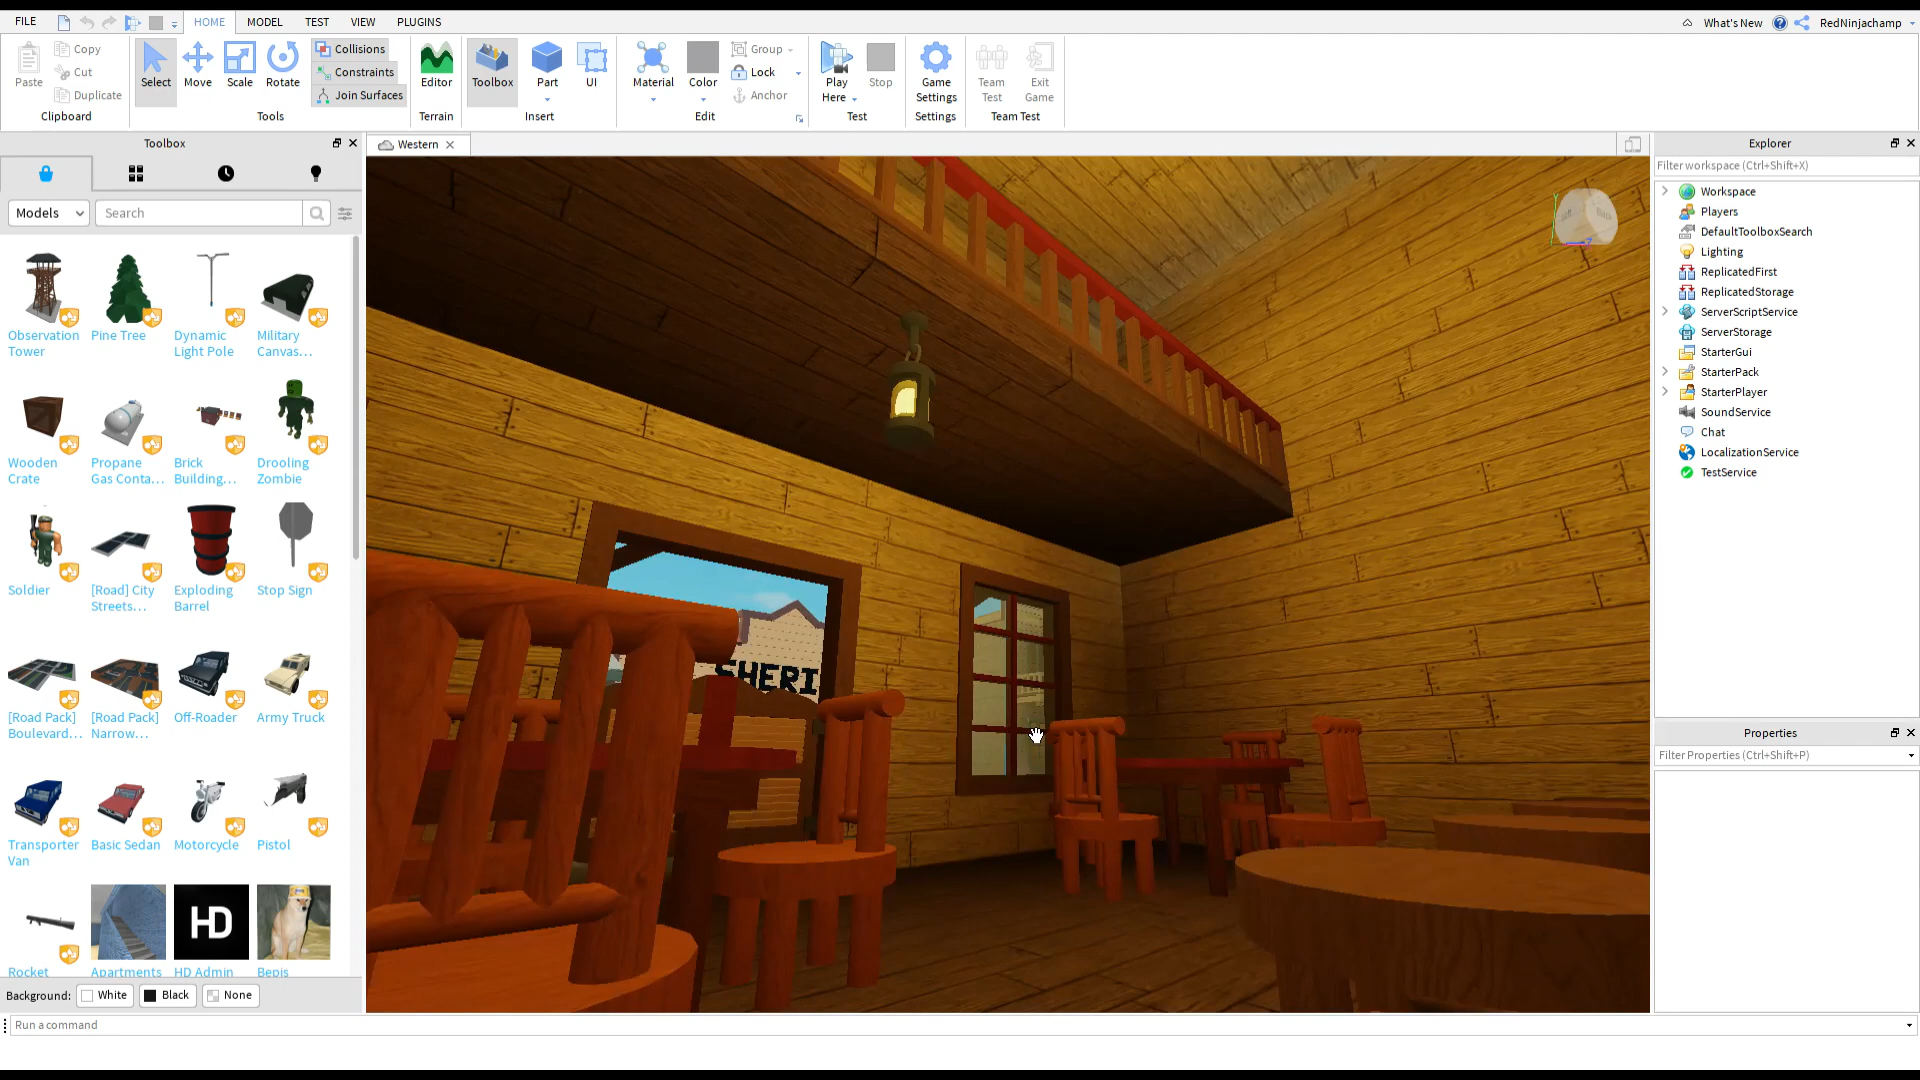 FILE
HOME
MODEL
TEST
VIEW
PLUGINS
What's New
RedNinjachamp
Paste
Copy
Cut
Duplicate
Clipboard
Select
Move
Scale
Rotate
Collisions
Constraints
Join Surfaces
Tools
Editor
Terrain
Toolbox
Part
UI
Insert
Material
Color
Group
Lock
Anchor
Edit
Play
Here
Stop
Test
Game
Settings
Settings
Team
Test
Exit
Game
Team Test
Toolbox
Models
Search
Observation
Tower
Pine Tree
Dynamic
Light Pole
Military
Canvas...
Wooden
Crate
Propane
Gas Conta...
Brick
Building...
Drooling
Zombie
Soldier
[Road] City
Streets...
Exploding
Barrel
Stop Sign
[Road Pack]
Boulevard...
[Road Pack]
Narrow...
Off-Roader
Army Truck
Transporter
Van
Basic Sedan
Motorcycle
Pistol
HD
Rocket
Apartments
HD Admin
Bepis
Background:
White
Black
None
Western
SHERI
Explorer
Filter workspace (Ctrl+Shift+X)
Workspace
Players
DefaultToolboxSearch
Lighting
ReplicatedFirst
ReplicatedStorage
ServerScriptService
ServerStorage
StarterGui
StarterPack
StarterPlayer
SoundService
Chat
LocalizationService
TestService
Properties
Filter Properties (Ctrl+Shift+P)
Run a command